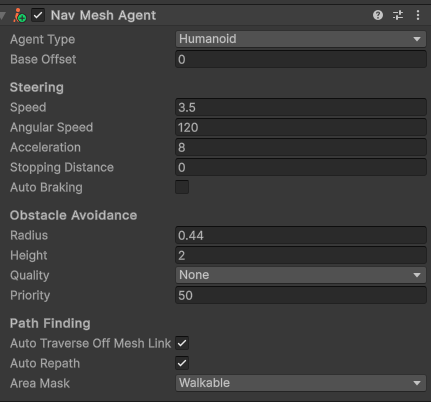 Nav Mesh Agent
Agent Type Humanoid
Base Offset 0
Steering
Speed 3.5
Angular Speed 120
Acceleration 8
Stopping Distance 0
Auto Braking
Obstacle Avoidance
Radius 0.44
Height 2
Quality None
Priority 50
Path Finding
Auto Traverse Off Mesh Link
Auto Repath
Area Mask Walkable